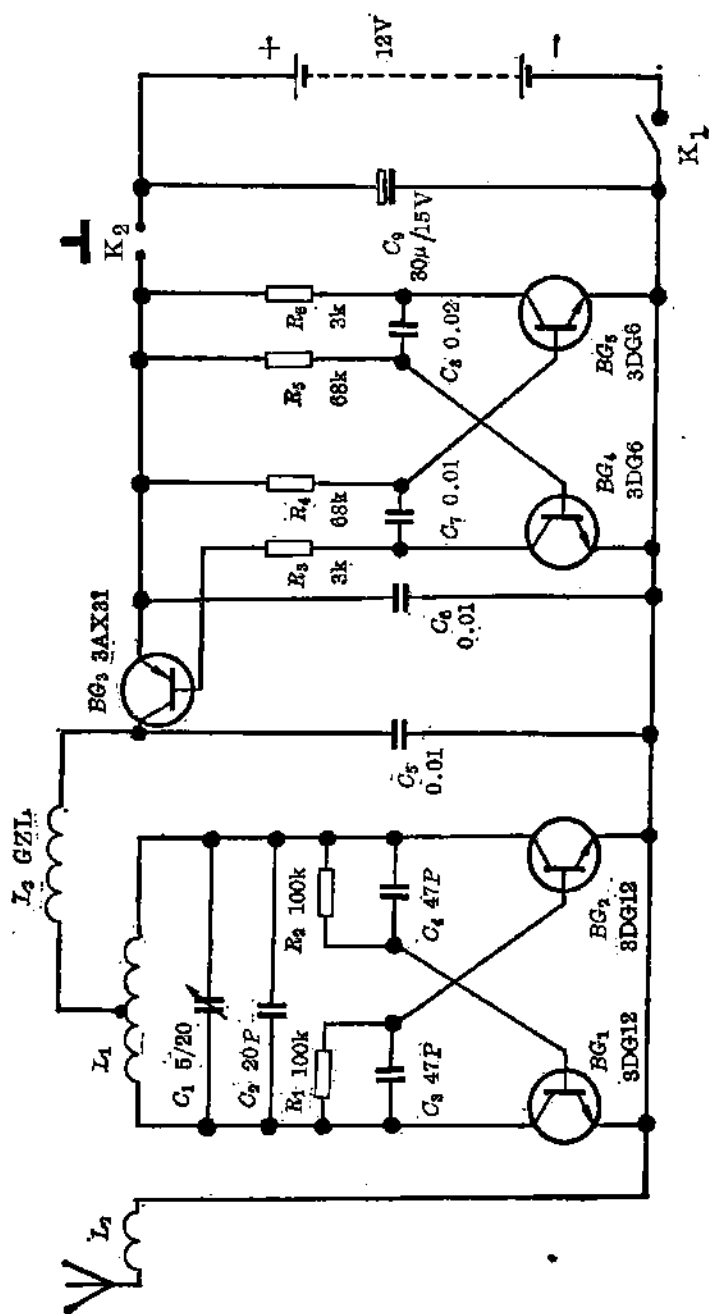 L₂
L₃ GZL
L₁
C₁ 5/20
C₂ 20P
R₁ 100k
C₃ 47P
R₂ 100k
C₄ 47P
BG₁
3DG12
BG₂
3DG12
C₅
0.01
BG₃ 3AX31
C₆
0.01
R₃
3k
R₄
68k
C₇ 0.01
R₅
68k
R₆
3k
C₈ 0.02
BG₄
3DG6
BG₅
3DG6
C₉
30μ/15V
K₂
+
12V
−
K₁